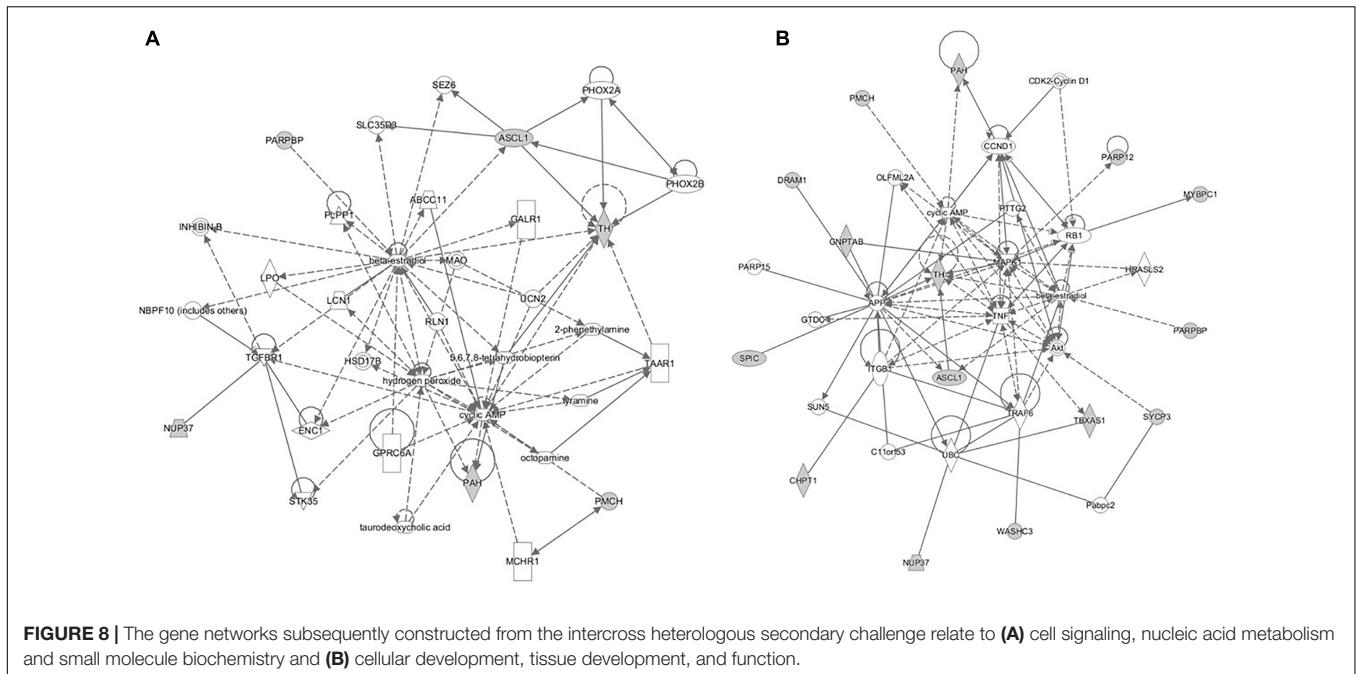 A
B
SEZ6
PHOX2A
SLC35D3
ASCL1
PARPBP
PHOX2B
ABCC11
PLPP1
GALR1
INHIBIN-B
TH
beta-estradiol
MAO
LPO
LCN1
UCN2
NBPF10 (includes others)
RLN1
2-phenethylamine
TGFBR1
HSD17B
5,6,7,8-tetrahydrobiopterin
TAAR1
hydrogen peroxide
tyramine
cyclic AMP
NUP37
ENC1
GPRC6A
octopamine
PAH
STK35
PMCH
taurodeoxycholic acid
MCHR1
PAH
CDK2-Cyclin D1
PMCH
CCND1
PARP12
DRAM1
OLFML2A
MYBPC1
cyclic AMP
PTTG2
RB1
GNPTAB
MAPK
PARP15
TH
HRASLS2
beta-estradiol
APP
GTDC1
TNF
PARPBP
Akt
SPIC
ITGB1
ASCL1
SUN5
TRAF6
TBXAS1
SYCP3
C11orf53
UBC
CHPT1
Pabpc2
WASHC3
NUP37
FIGURE 8 | The gene networks subsequently constructed from the intercross heterologous secondary challenge relate to (A) cell signaling, nucleic acid metabolism
and small molecule biochemistry and (B) cellular development, tissue development, and function.